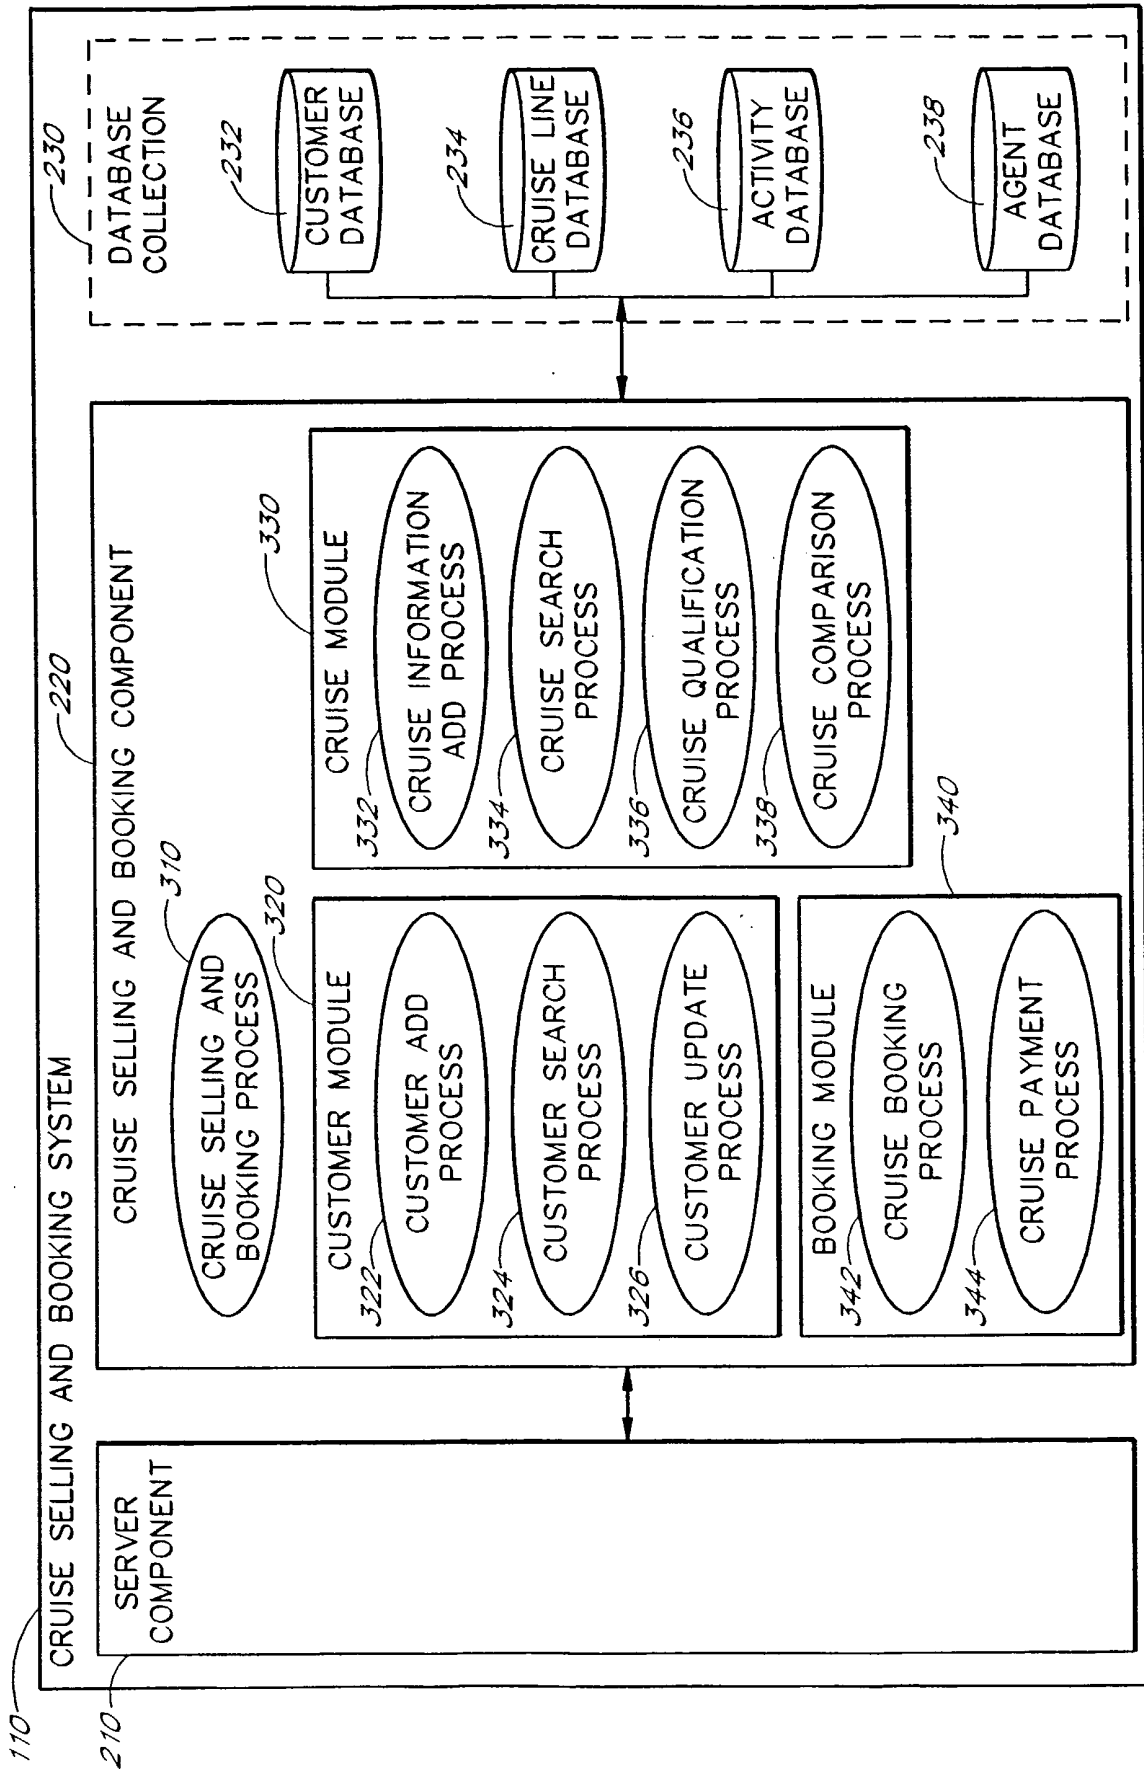 110
CRUISE SELLING AND BOOKING SYSTEM
210
SERVER
COMPONENT
220
CRUISE SELLING AND BOOKING COMPONENT
310
CRUISE SELLING AND
BOOKING PROCESS
320
CUSTOMER MODULE
322
CUSTOMER ADD
PROCESS
324
CUSTOMER SEARCH
PROCESS
326
CUSTOMER UPDATE
PROCESS
330
CRUISE MODULE
332
CRUISE INFORMATION
ADD PROCESS
334
CRUISE SEARCH
PROCESS
336
CRUISE QUALIFICATION
PROCESS
338
CRUISE COMPARISON
PROCESS
340
BOOKING MODULE
342
CRUISE BOOKING
PROCESS
344
CRUISE PAYMENT
PROCESS
230
DATABASE
COLLECTION
232
CUSTOMER
DATABASE
234
CRUISE LINE
DATABASE
236
ACTIVITY
DATABASE
238
AGENT
DATABASE